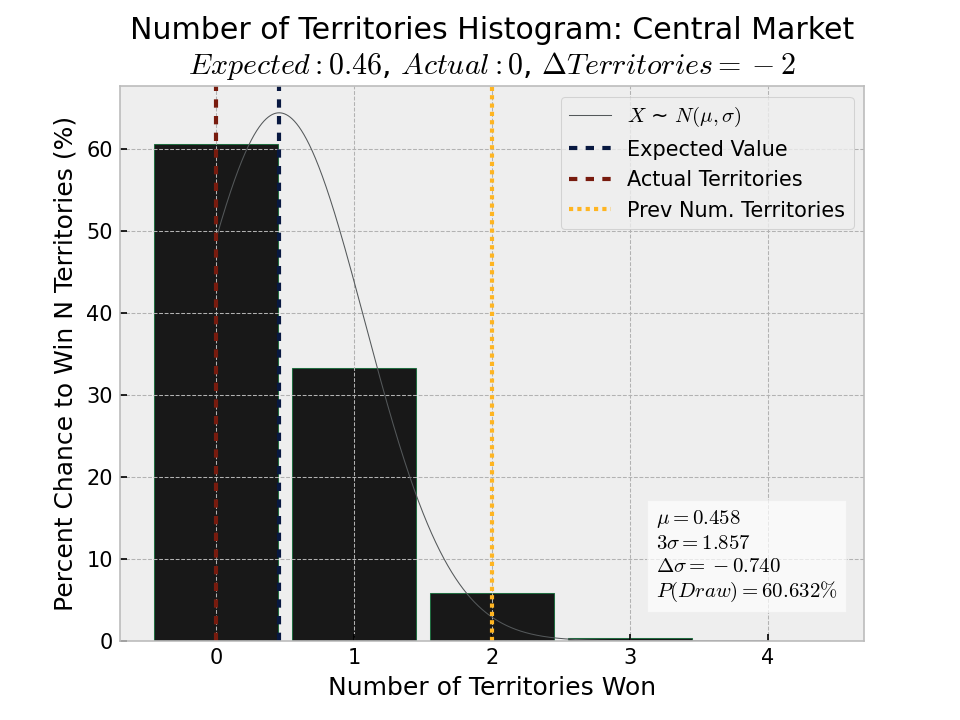 Number of Territories Histogram: Central Market
Expected : 0.46, Actual : 0, ΔTerritories = −2
Percent Chance to Win N Territories (%)
60
50
40
30
20
10
0
X ∼ N(μ, σ)
Expected Value
Actual Territories
Prev Num. Territories
μ = 0.458
3σ = 1.857
Δσ = −0.740
P(Draw) = 60.632%
0 1 2 3 4
Number of Territories Won